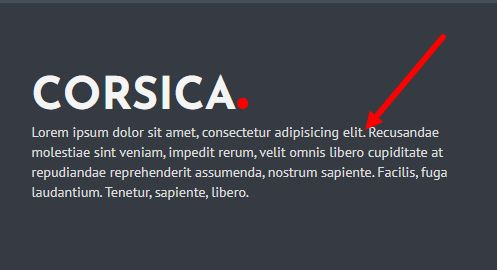 CORSICA.
Lorem ipsum dolor sit amet, consectetur adipisicing elit. Recusandae
molestiae sint veniam, impedit rerum, velit omnis libero cupiditate at
repudiandae reprehenderit assumenda, nostrum sapiente. Facilis, fuga
laudantium. Tenetur, sapiente, libero.